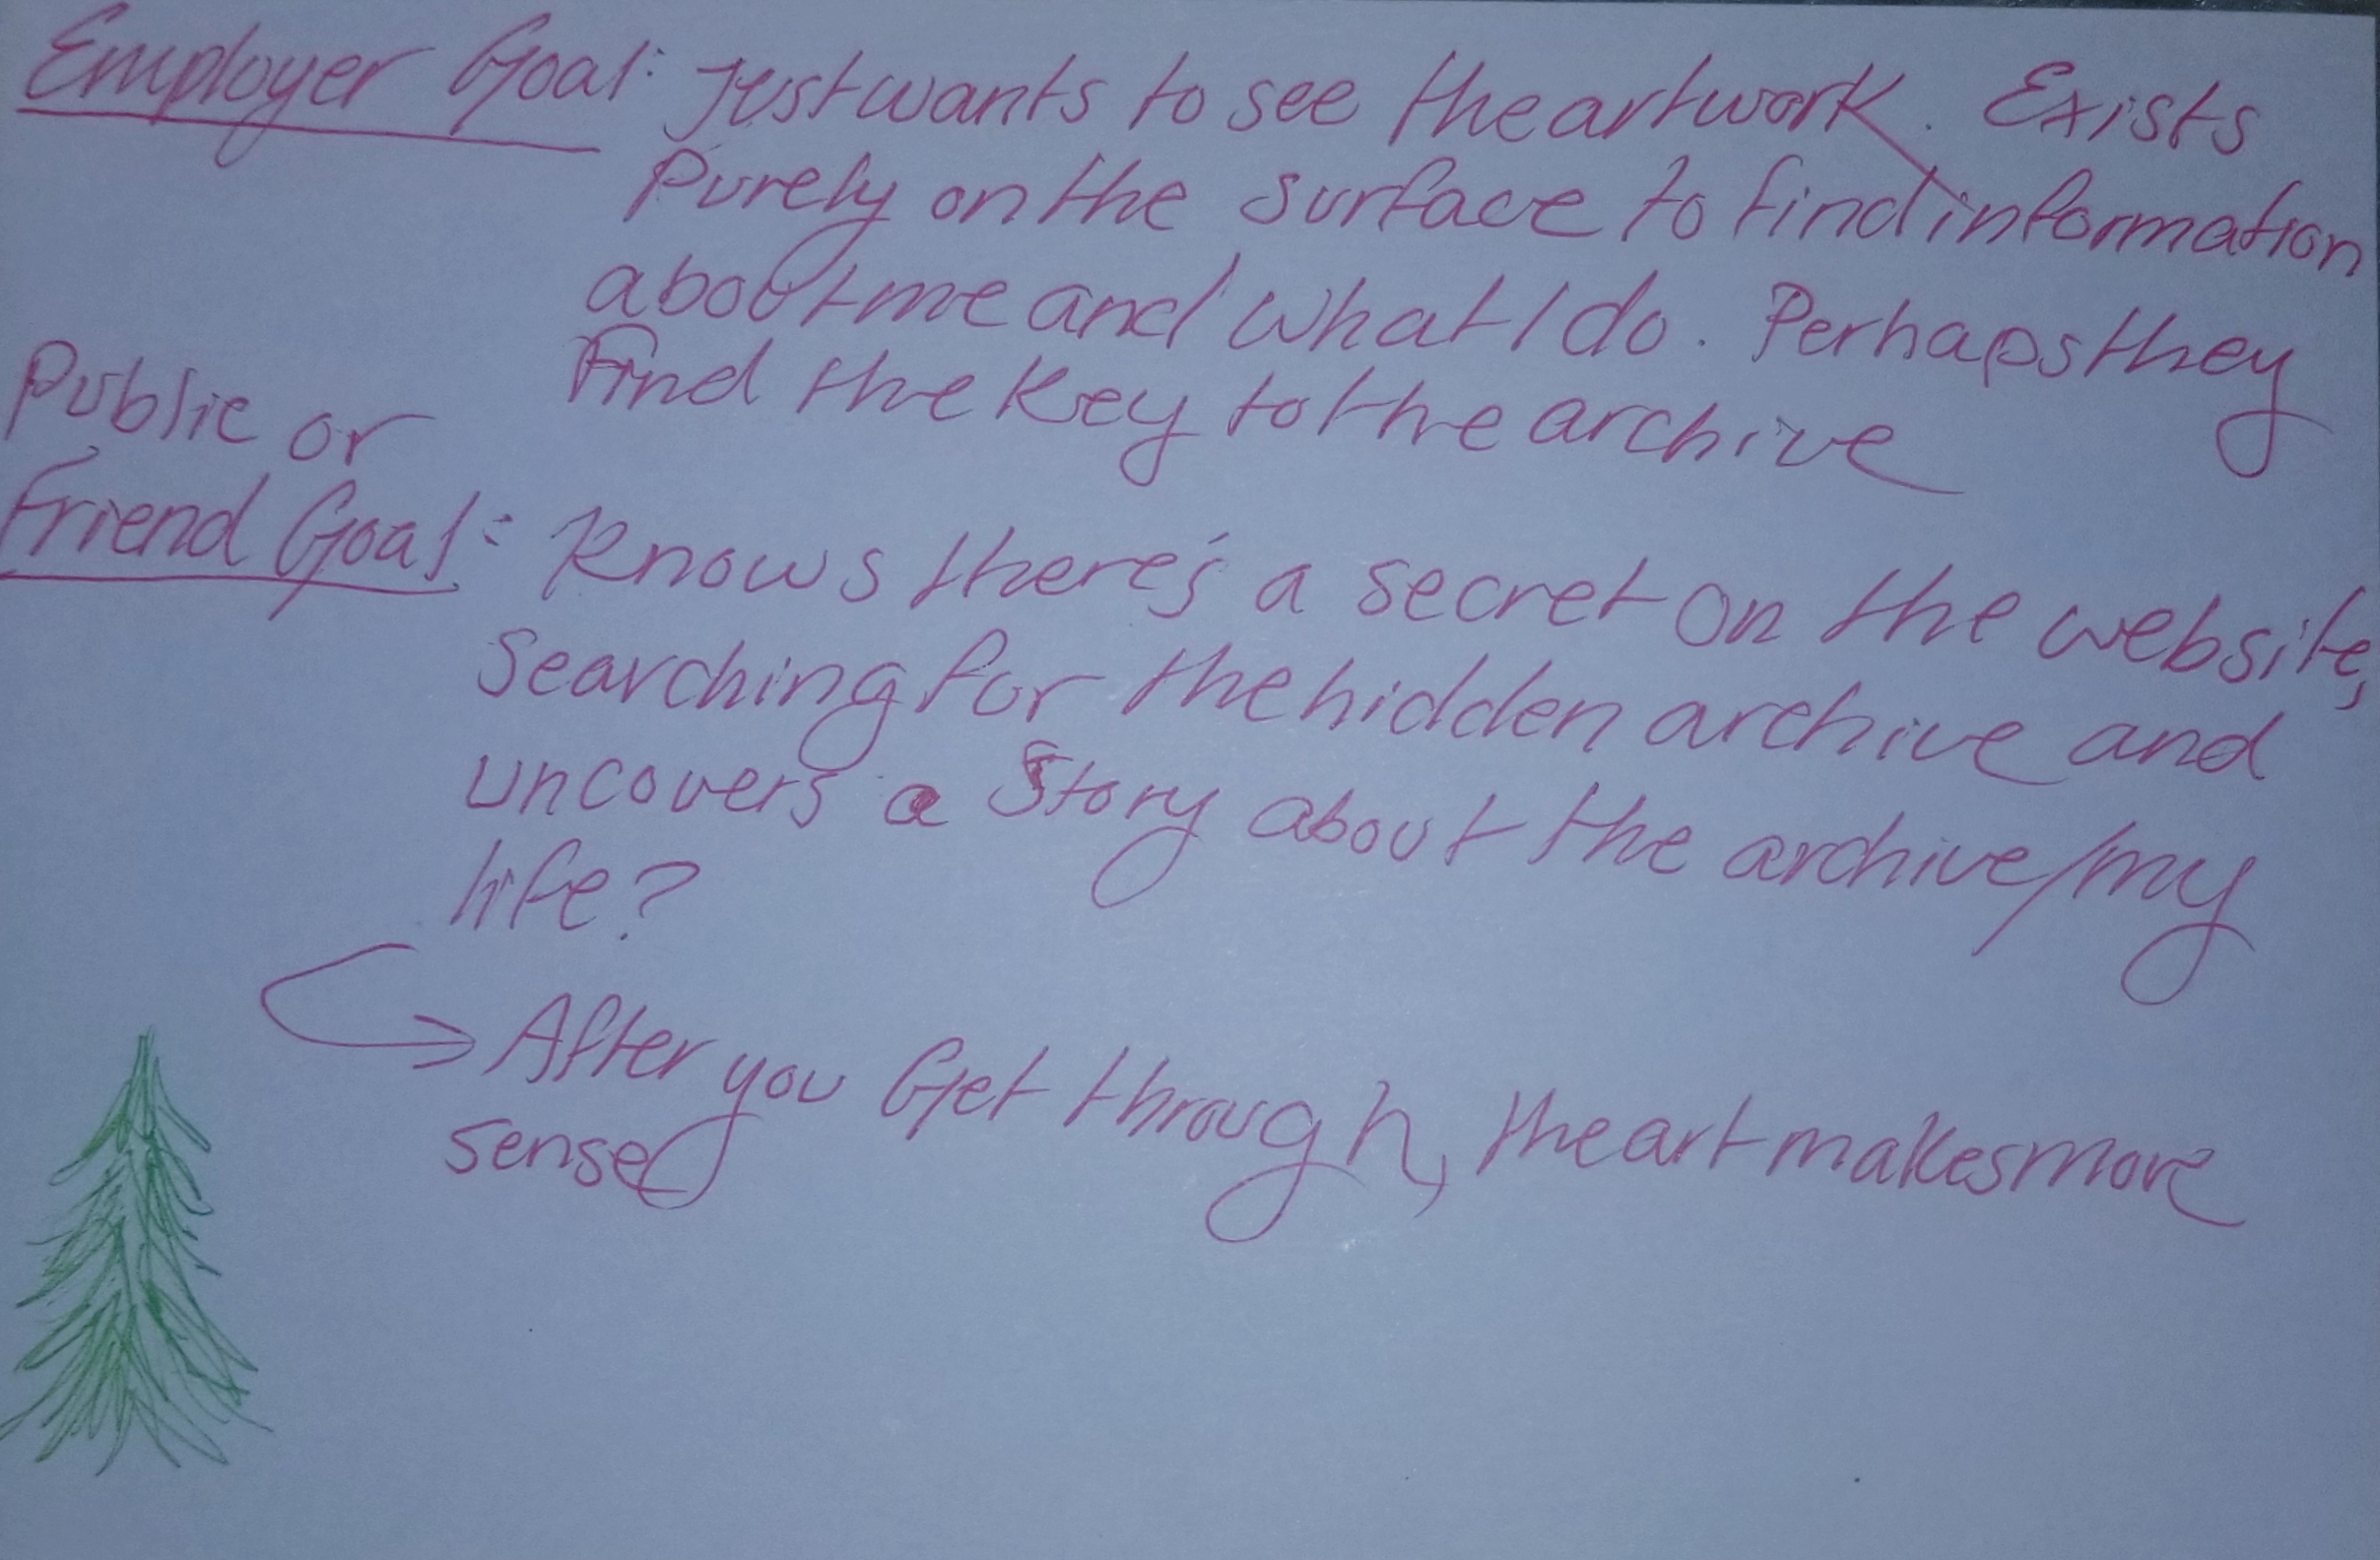 Employer Goal: Just wants to see the artwork. Exists
Purely on the surface to find information
about me and what I do. Perhaps they
Find the key to the archive
Public or
Friend Goal: Knows there's a secret on the website,
Searching for the hidden archive and
uncovers a Story about the archive/my
life?
→ After you Get through, the art makes more
sense